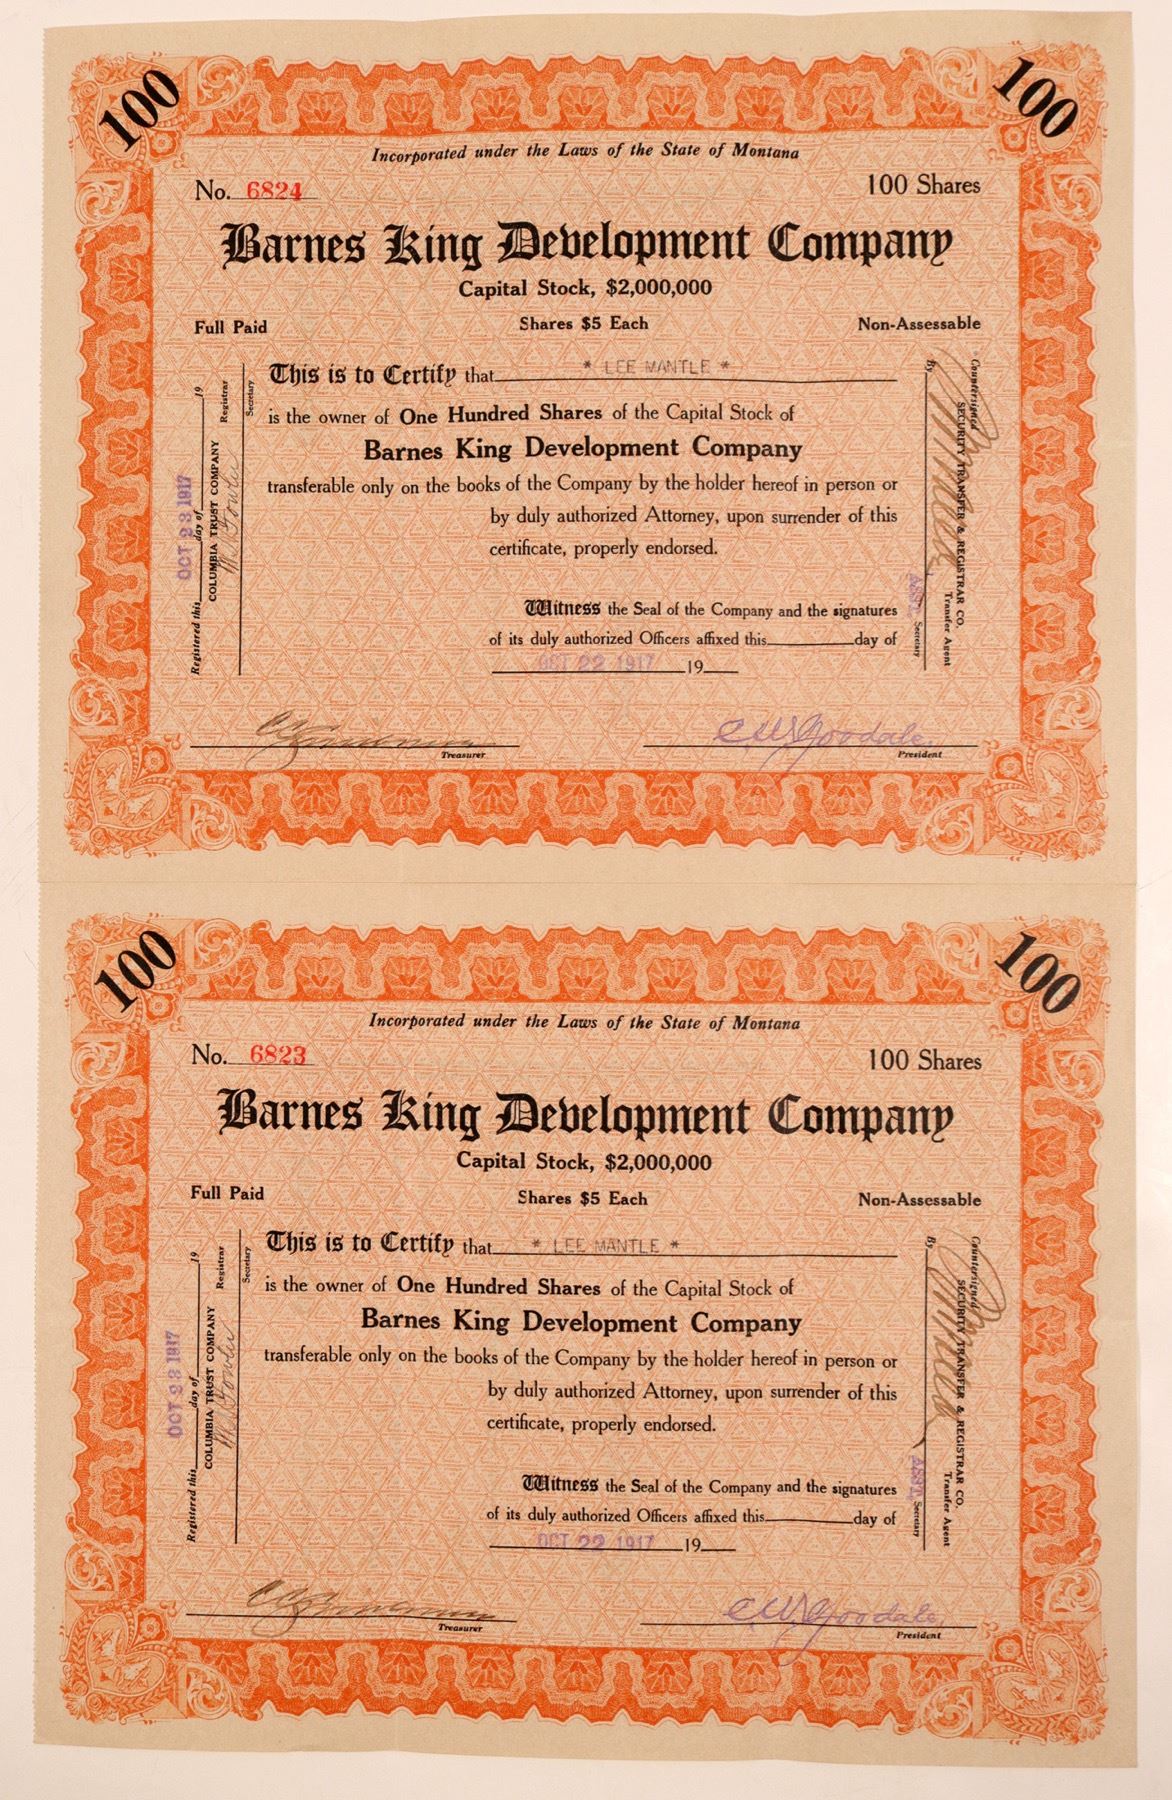 100
100
Incorporated under the Laws of the State of Montana
No. 6824
100 Shares
Barnes King Development Company
Capital Stock, $2,000,000
Full Paid
Shares $5 Each
Non-Assessable
This is to Certify that * LEE MANTLE *
is the owner of One Hundred Shares of the Capital Stock of
Barnes King Development Company
transferable only on the books of the Company by the holder hereof in person or
by duly authorized Attorney, upon surrender of this
certificate, properly endorsed.
Witness the Seal of the Company and the signatures
of its duly authorized Officers affixed this day of
OCT 22 1917 19
Registered this day of 19
OCT 23 1917
COLUMBIA TRUST COMPANY
Registrar
Secretary
Countersigned
SECURITY TRANSFER & REGISTRAR CO.
Transfer Agent
By
ASST. Secretary
Treasurer
C W Goodale
President
100
100
Incorporated under the Laws of the State of Montana
No. 6823
100 Shares
Barnes King Development Company
Capital Stock, $2,000,000
Full Paid
Shares $5 Each
Non-Assessable
This is to Certify that * LEE MANTLE *
is the owner of One Hundred Shares of the Capital Stock of
Barnes King Development Company
transferable only on the books of the Company by the holder hereof in person or
by duly authorized Attorney, upon surrender of this
certificate, properly endorsed.
Witness the Seal of the Company and the signatures
of its duly authorized Officers affixed this day of
OCT 22 1917 19
Registered this day of 19
OCT 23 1917
COLUMBIA TRUST COMPANY
Registrar
Secretary
Countersigned
SECURITY TRANSFER & REGISTRAR CO.
Transfer Agent
By
ASST. Secretary
Treasurer
C W Goodale
President